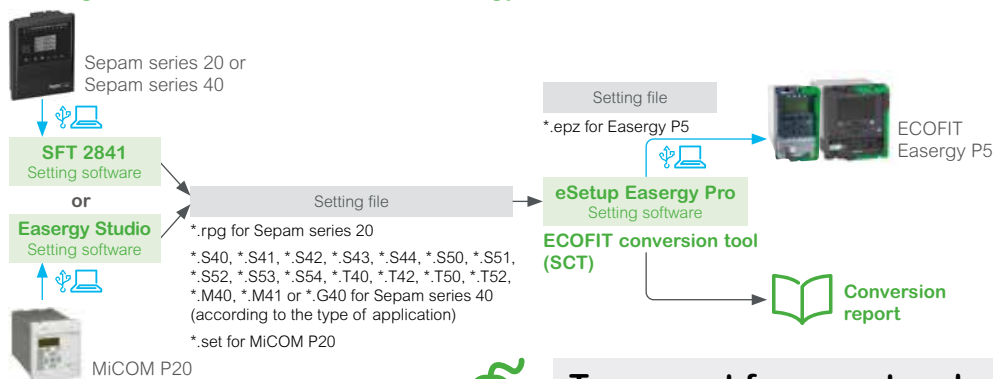 Sepam series 20 or
Sepam series 40
SFT 2841
Setting software
or
Easergy Studio
Setting software
MiCOM P20
Setting file
*.rpg for Sepam series 20
*.S40, *.S41, *.S42, *.S43, *.S44, *.S50, *.S51,
*.S52, *.S53, *.S54, *.T40, *.T42, *.T50, *.T52,
*.M40, *.M41 or *.G40 for Sepam series 40
(according to the type of application)
*.set for MiCOM P20
Setting file
*.epz for Easergy P5
eSetup Easergy Pro
Setting software
ECOFIT conversion tool
(SCT)
ECOFIT
Easergy P5
Conversion
report